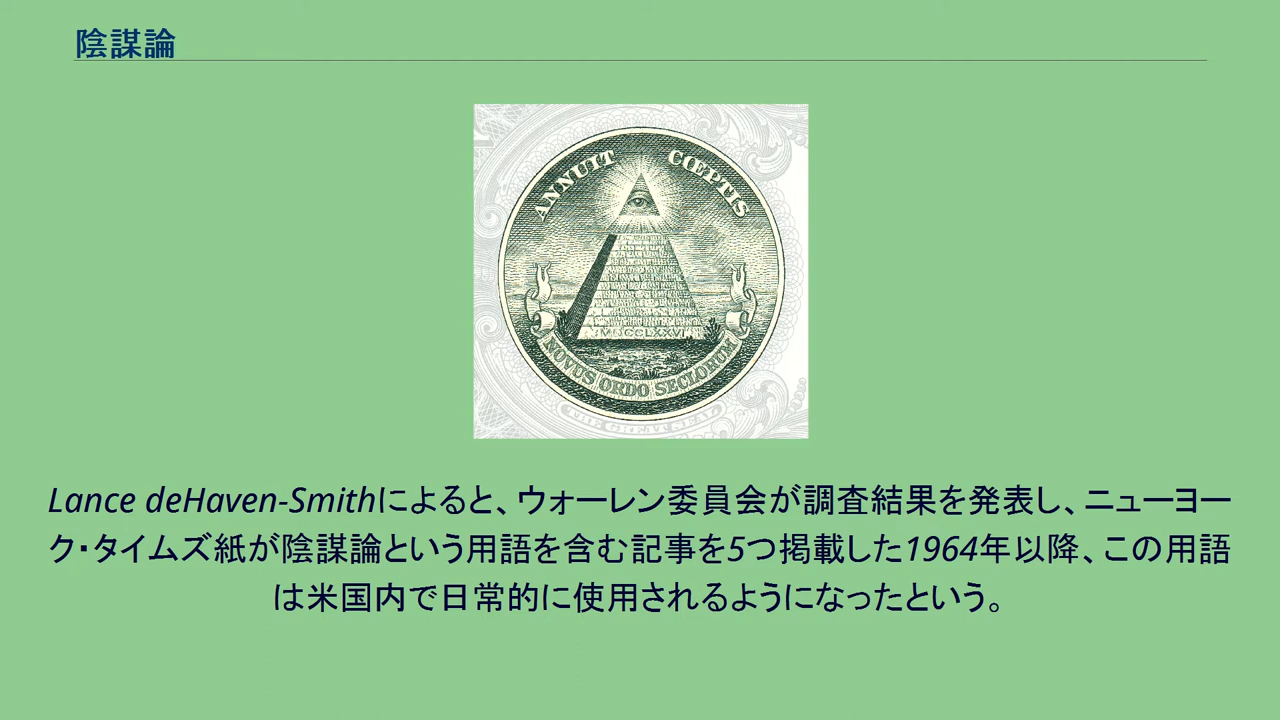 陰謀論
ANNUIT CŒPTIS
MDCCLXXVI
NOVUS ORDO SECLORUM
THE GREAT SEAL
Lance deHaven-Smithによると、ウォーレン委員会が調査結果を発表し、ニューヨー
ク・タイムズ紙が陰謀論という用語を含む記事を5つ掲載した1964年以降、この用語
は米国内で日常的に使用されるようになったという。